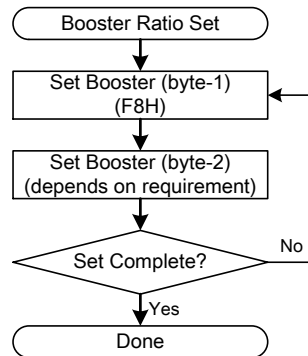 Booster Ratio Set
Set Booster (byte-1)
(F8H)
Set Booster (byte-2)
(depends on requirement)
Set Complete?
No
Yes
Done